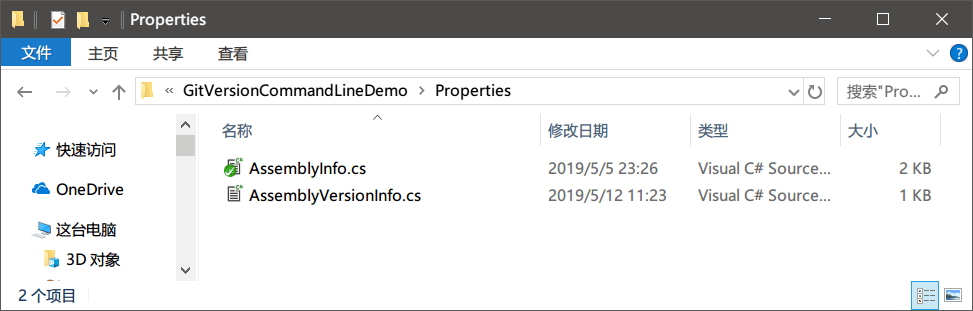 Properties
文件 主页 共享 查看
« GitVersionCommandLineDemo > Properties 搜索"Pro...
名称 修改日期 类型 大小
快速访问
OneDrive
这台电脑
3D 对象
AssemblyInfo.cs 2019/5/5 23:26 Visual C# Source... 2 KB
AssemblyVersionInfo.cs 2019/5/12 11:23 Visual C# Source... 1 KB
2 个项目